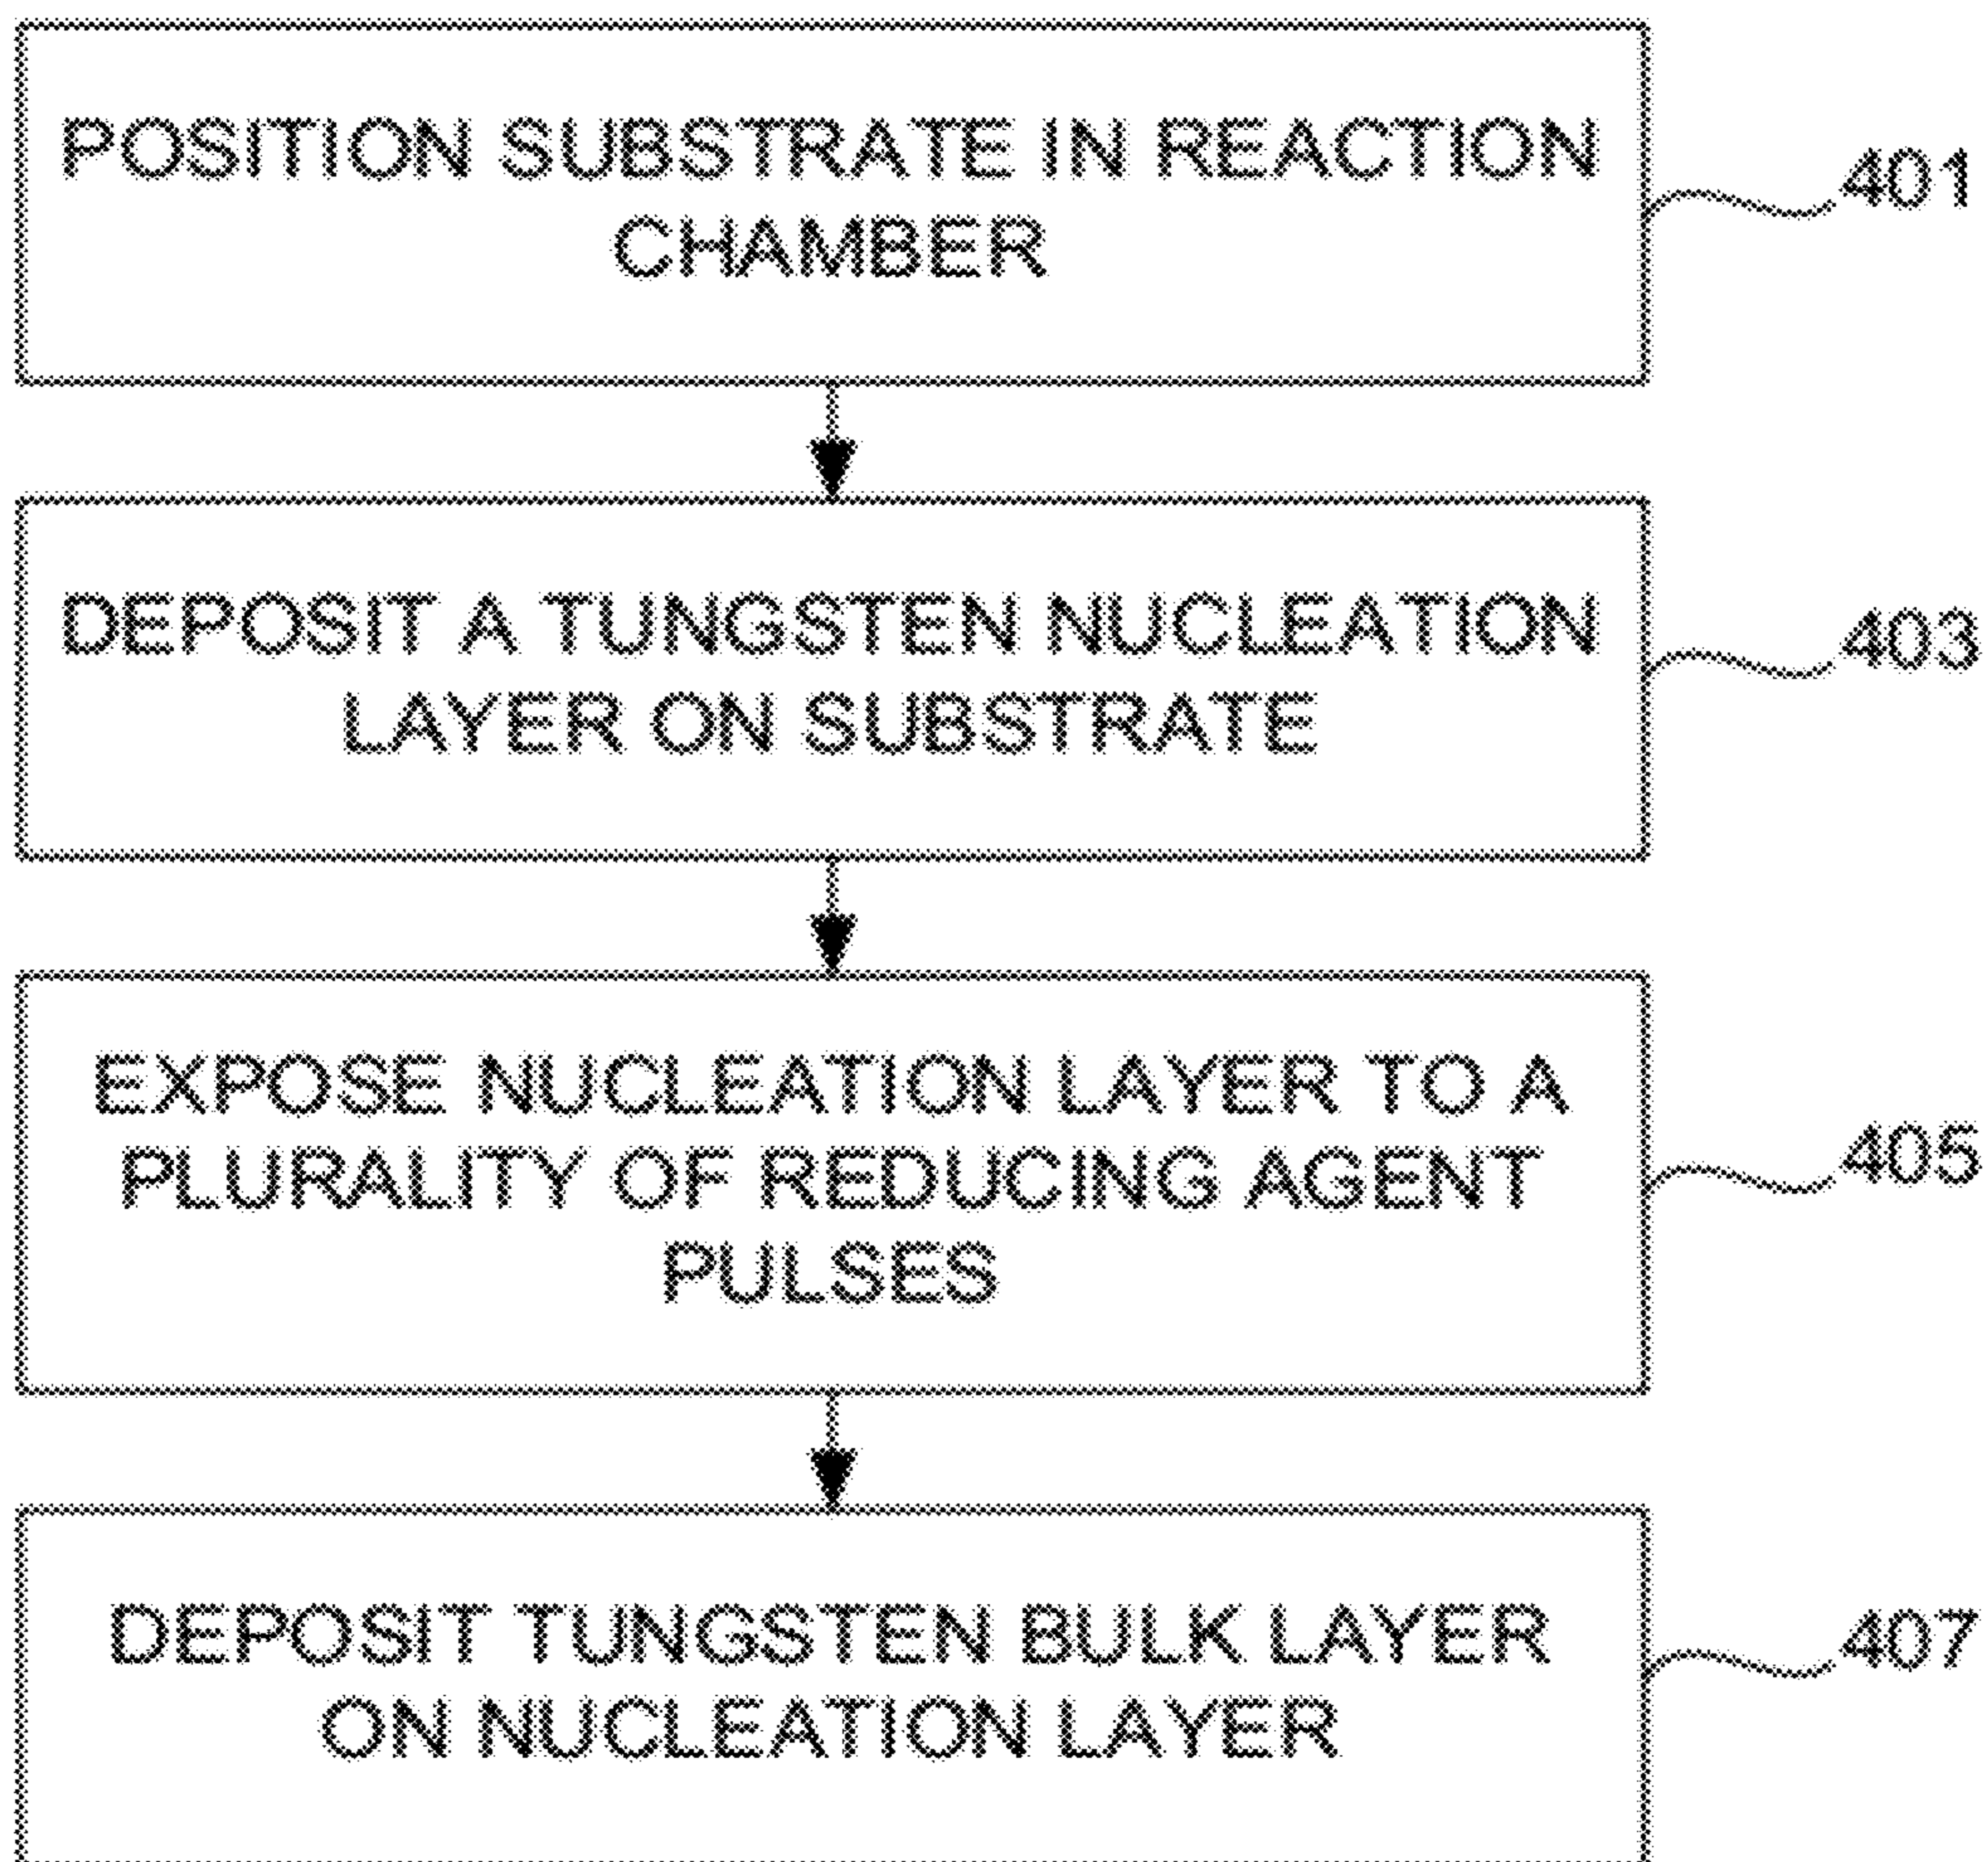 POSITION SUBSTRATE IN REACTION
CHAMBER
401
DEPOSIT A TUNGSTEN NUCLEATION
LAYER ON SUBSTRATE
403
EXPOSE NUCLEATION LAYER TO A
PLURALITY OF REDUCING AGENT
PULSES
405
DEPOSIT TUNGSTEN BULK LAYER
ON NUCLEATION LAYER
407